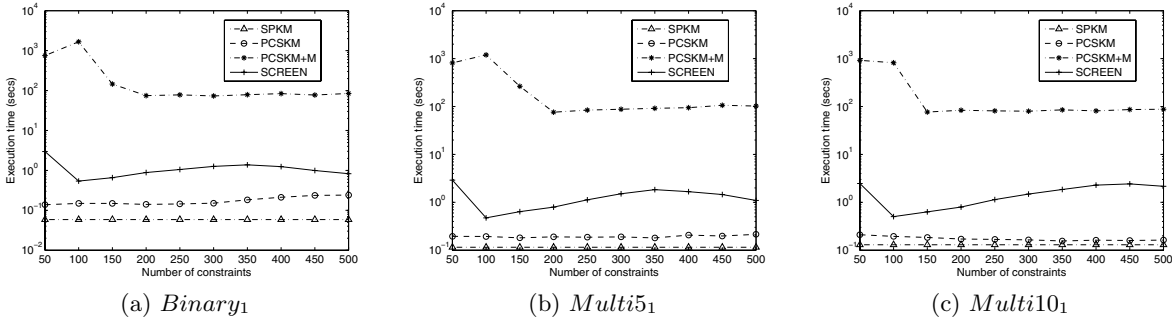 10^4
10^3
10^2
10^1
10^0
10^-1
10^-2
Execution time (secs)
50 100 150 200 250 300 350 400 450 500
Number of constraints
SPKM
PCSKM
PCSKM+M
SCREEN
(a) Binary_1
10^4
10^3
10^2
10^1
10^0
10^-1
Execution time (secs)
50 100 150 200 250 300 350 400 450 500
Number of constraints
SPKM
PCSKM
PCSKM+M
SCREEN
(b) Multi5_1
10^4
10^3
10^2
10^1
10^0
10^-1
Execution time (secs)
50 100 150 200 250 300 350 400 450 500
Number of constraints
SPKM
PCSKM
PCSKM+M
SCREEN
(c) Multi10_1